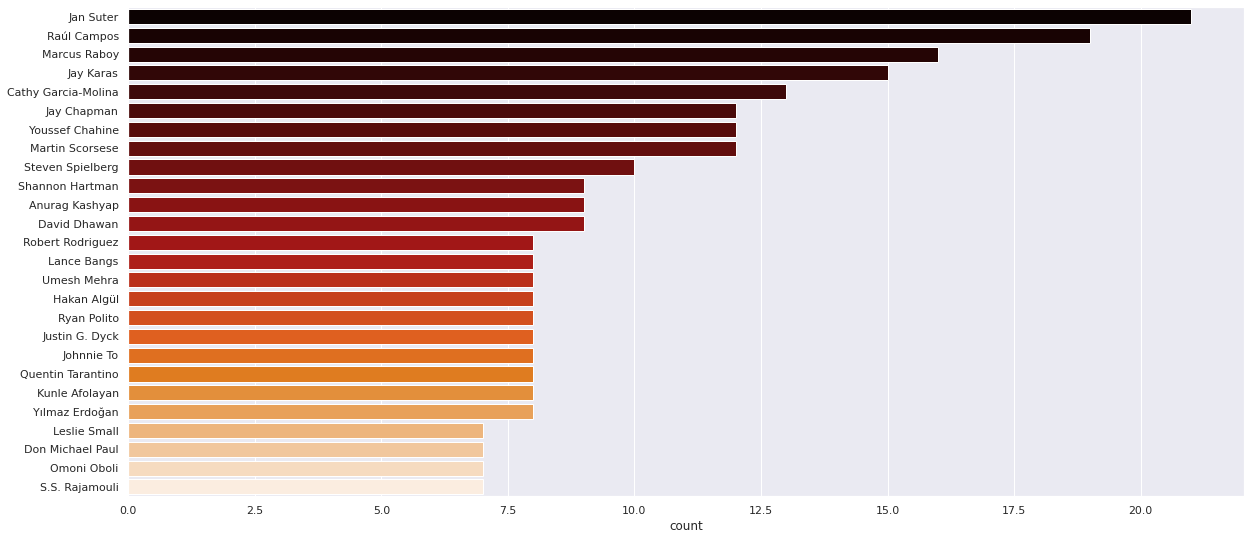 Jan Suter
Raúl Campos
Marcus Raboy
Jay Karas
Cathy Garcia-Molina
Jay Chapman
Youssef Chahine
Martin Scorsese
Steven Spielberg
Shannon Hartman
Anurag Kashyap
David Dhawan
Robert Rodriguez
Lance Bangs
Umesh Mehra
Hakan Algül
Ryan Polito
Justin G. Dyck
Johnnie To
Quentin Tarantino
Kunle Afolayan
Yılmaz Erdoğan
Leslie Small
Don Michael Paul
Omoni Oboli
S.S. Rajamouli
0.0 2.5 5.0 7.5 10.0 12.5 15.0 17.5 20.0
count